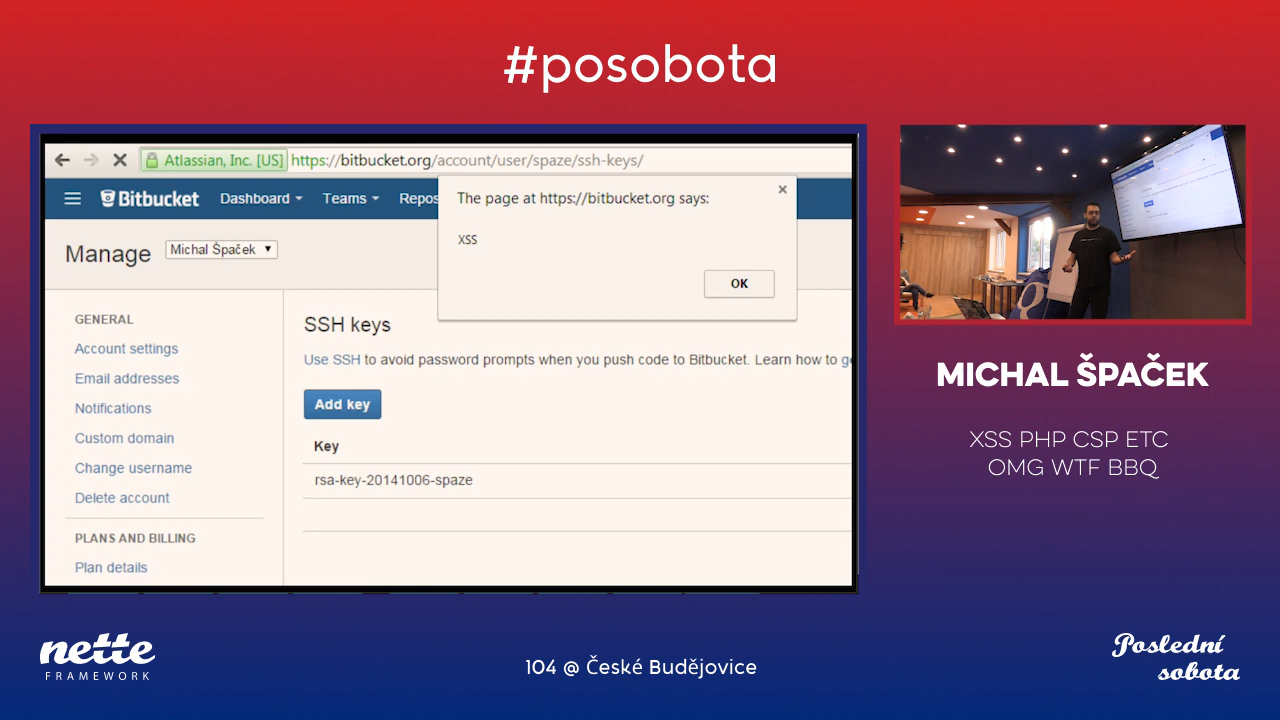 #posobota
Atlassian, Inc. [US] https://bitbucket.org/account/user/spaze/ssh-keys/
Bitbucket Dashboard Teams Repos
The page at https://bitbucket.org says:
XSS
OK
Manage Michal Špaček
GENERAL
Account settings
Email addresses
Notifications
Custom domain
Change username
Delete account
PLANS AND BILLING
Plan details
SSH keys
Use SSH to avoid password prompts when you push code to Bitbucket. Learn how to
Add key
Key
rsa-key-20141006-spaze
MICHAL ŠPAČEK
XSS PHP CSP ETC
OMG WTF BBQ
nette
FRAMEWORK
104 @ České Budějovice
Poslední
sobota